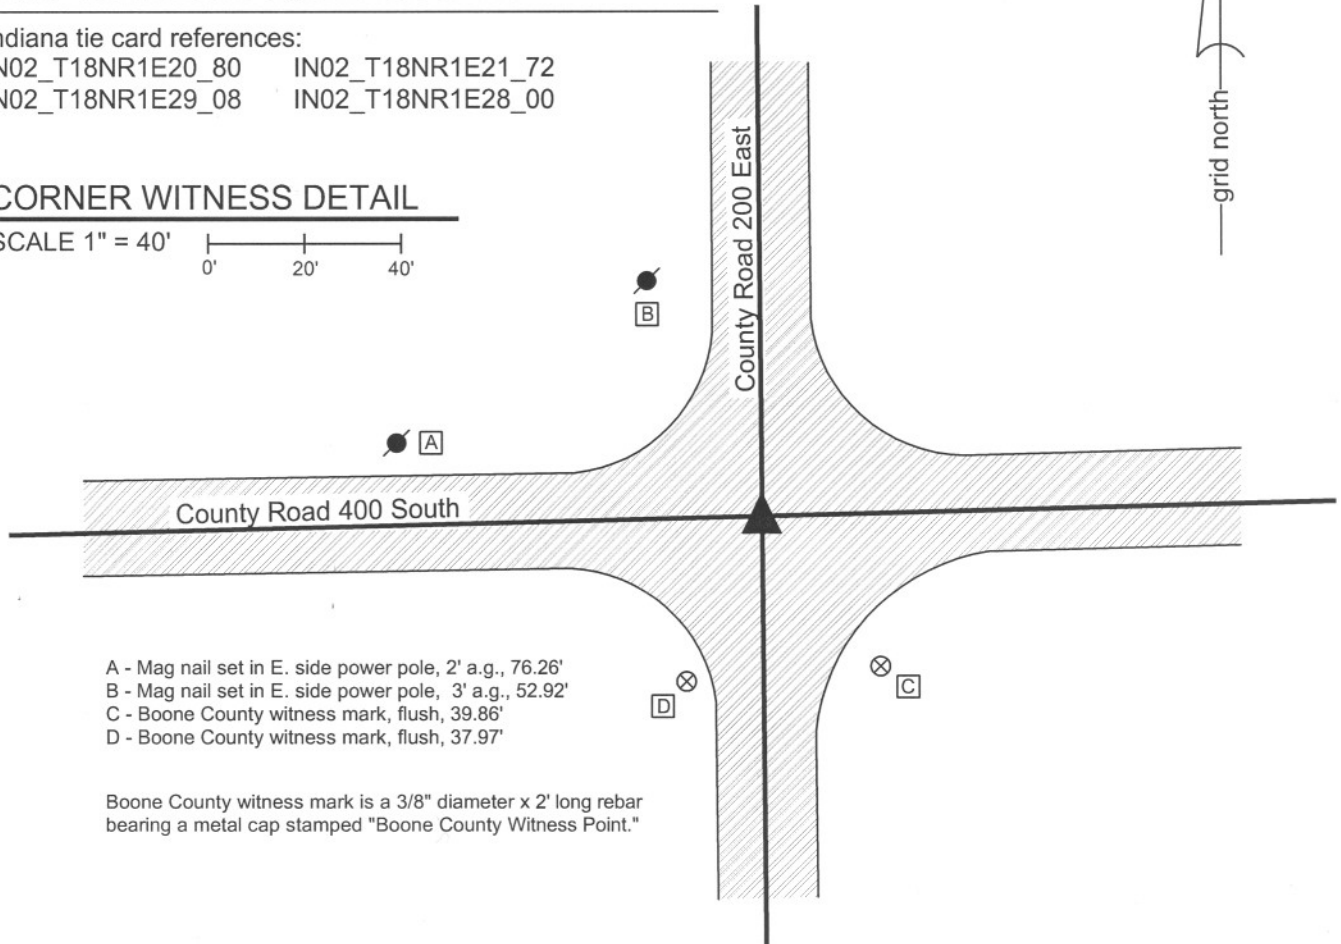 ndiana tie card references:
N02_T18NR1E20_80 IN02_T18NR1E21_72
N02_T18NR1E29_08 IN02_T18NR1E28_00
CORNER WITNESS DETAIL
SCALE 1" = 40'
0' 20' 40'
grid north
County Road 200 East
B
A
County Road 400 South
A - Mag nail set in E. side power pole, 2' a.g., 76.26'
B - Mag nail set in E. side power pole, 3' a.g., 52.92'
C - Boone County witness mark, flush, 39.86'
D - Boone County witness mark, flush, 37.97'
D
C
Boone County witness mark is a 3/8" diameter x 2' long rebar
bearing a metal cap stamped "Boone County Witness Point."